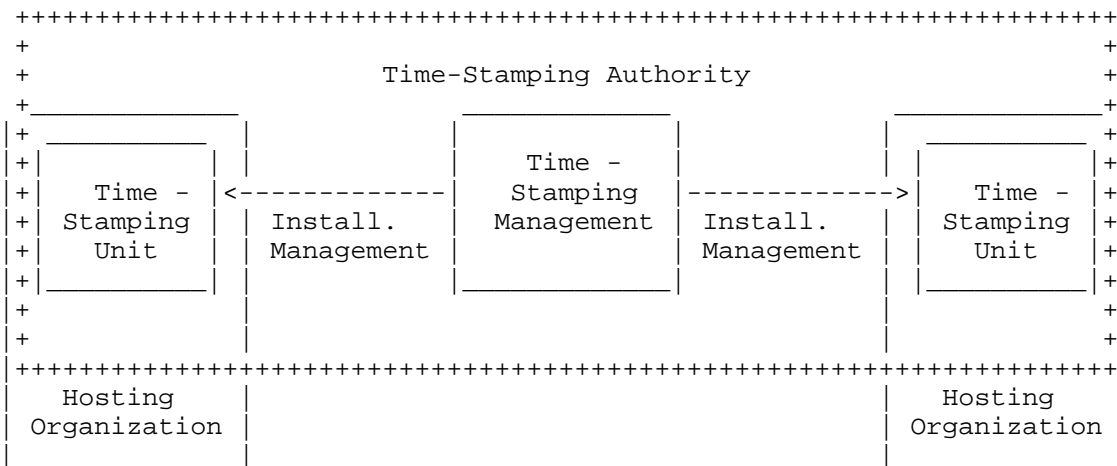 Time-Stamping Authority
Time -
Time - Stamping Time -
Stamping Install. Management Install. Stamping
Unit Management Management Unit
Hosting Hosting
Organization Organization